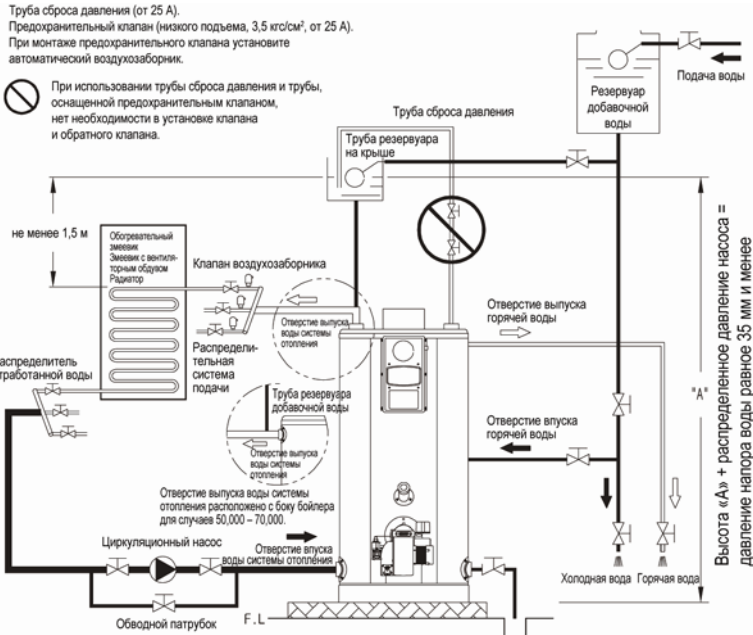 Труба сброса давления (от 25 А).
Предохранительный клапан (низкого подъема, 3,5 кгс/см², от 25 А).
При монтаже предохранительного клапана установите
автоматический воздухозаборник.
При использовании трубы сброса давления и трубы,
оснащенной предохранительным клапаном,
нет необходимости в установке клапана
и обратного клапана.
Труба сброса давления
Труба резервуара
на крыше
Резервуар
добавочной
воды
Подача воды
не менее 1,5 м
Обогревательный
змеевик
Змеевик с вентиля-
торным обдувом
Радиатор
Клапан воздухозаборника
Отверстие выпуска
воды системы
отопления
Отверстие выпуска
горячей воды
Распредели-
тельная
система
подачи
аспределитель
тработанной воды
Труба резервуара
добавочной воды
Отверстие выпуска
воды системы
отопления
Отверстие впуска
горячей воды
"А"
Высота «А» + распределенное давление насоса =
давление напора воды равное 35 мм и менее
Отверстие выпуска воды системы
отопления расположено с боку бойлера
для случаев 50,000 – 70,000.
Циркуляционный насос
Отверстие впуска
воды системы отопления
Холодная вода
Горячая вода
Обводной патрубок
F.L